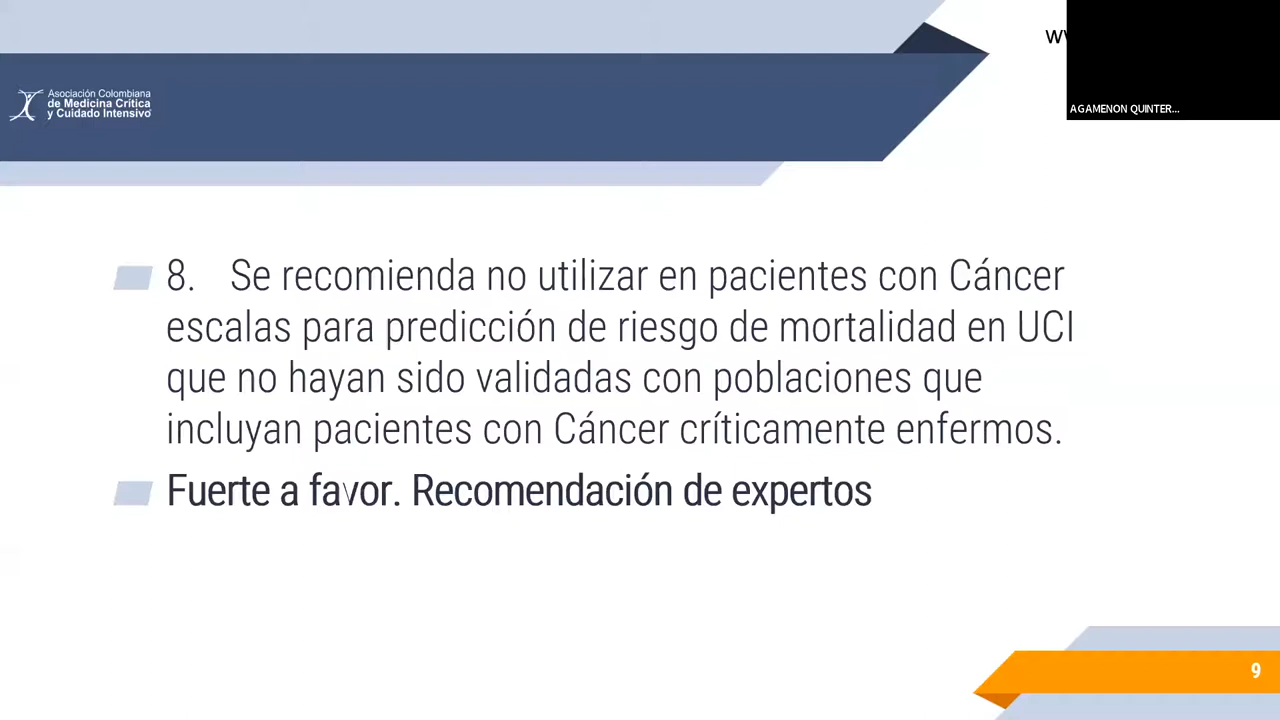 Asociación Colombiana
de Medicina Crítica
y Cuidado Intensivo
AGAMENON QUINTER...
8. Se recomienda no utilizar en pacientes con Cáncer
escalas para predicción de riesgo de mortalidad en UCI
que no hayan sido validadas con poblaciones que
incluyan pacientes con Cáncer críticamente enfermos.
Fuerte a favor. Recomendación de expertos
9